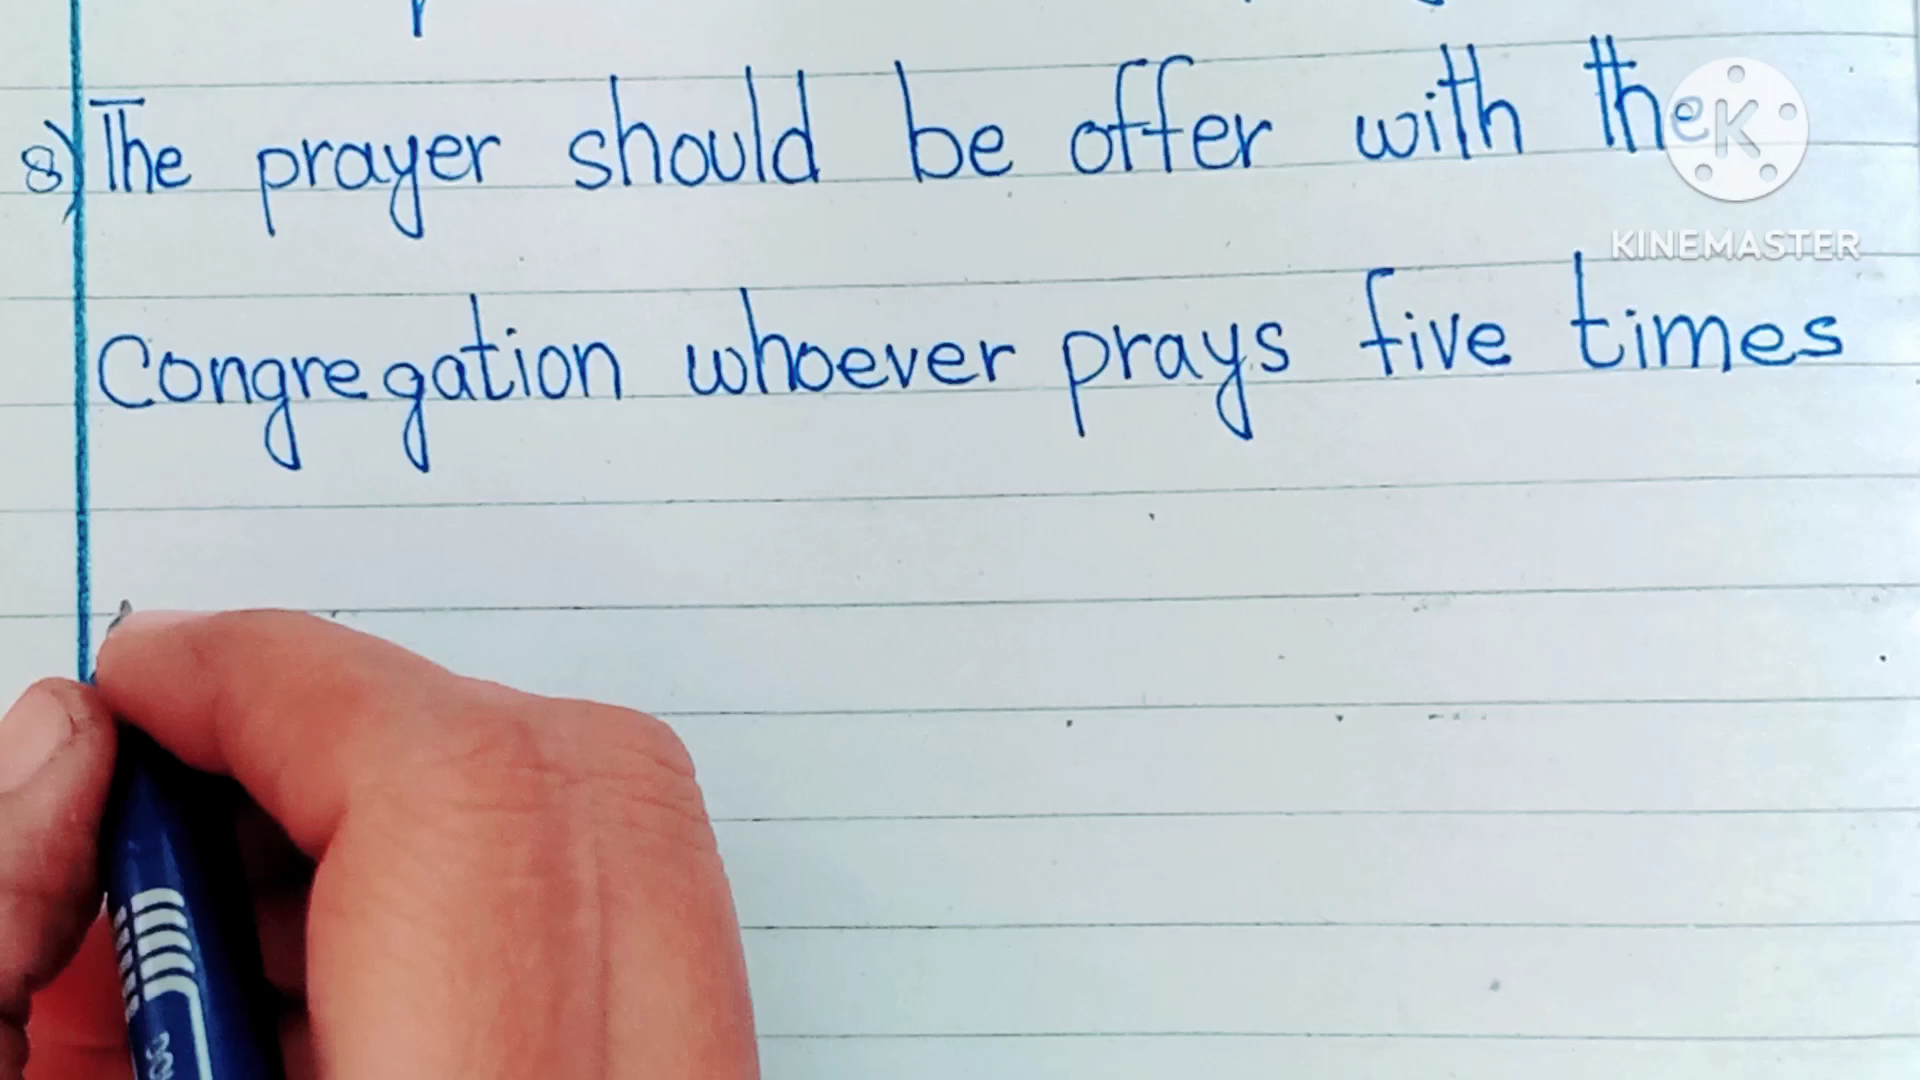 8) The prayer should be offer with the
Congregation whoever prays five times
K
KINEMASTER